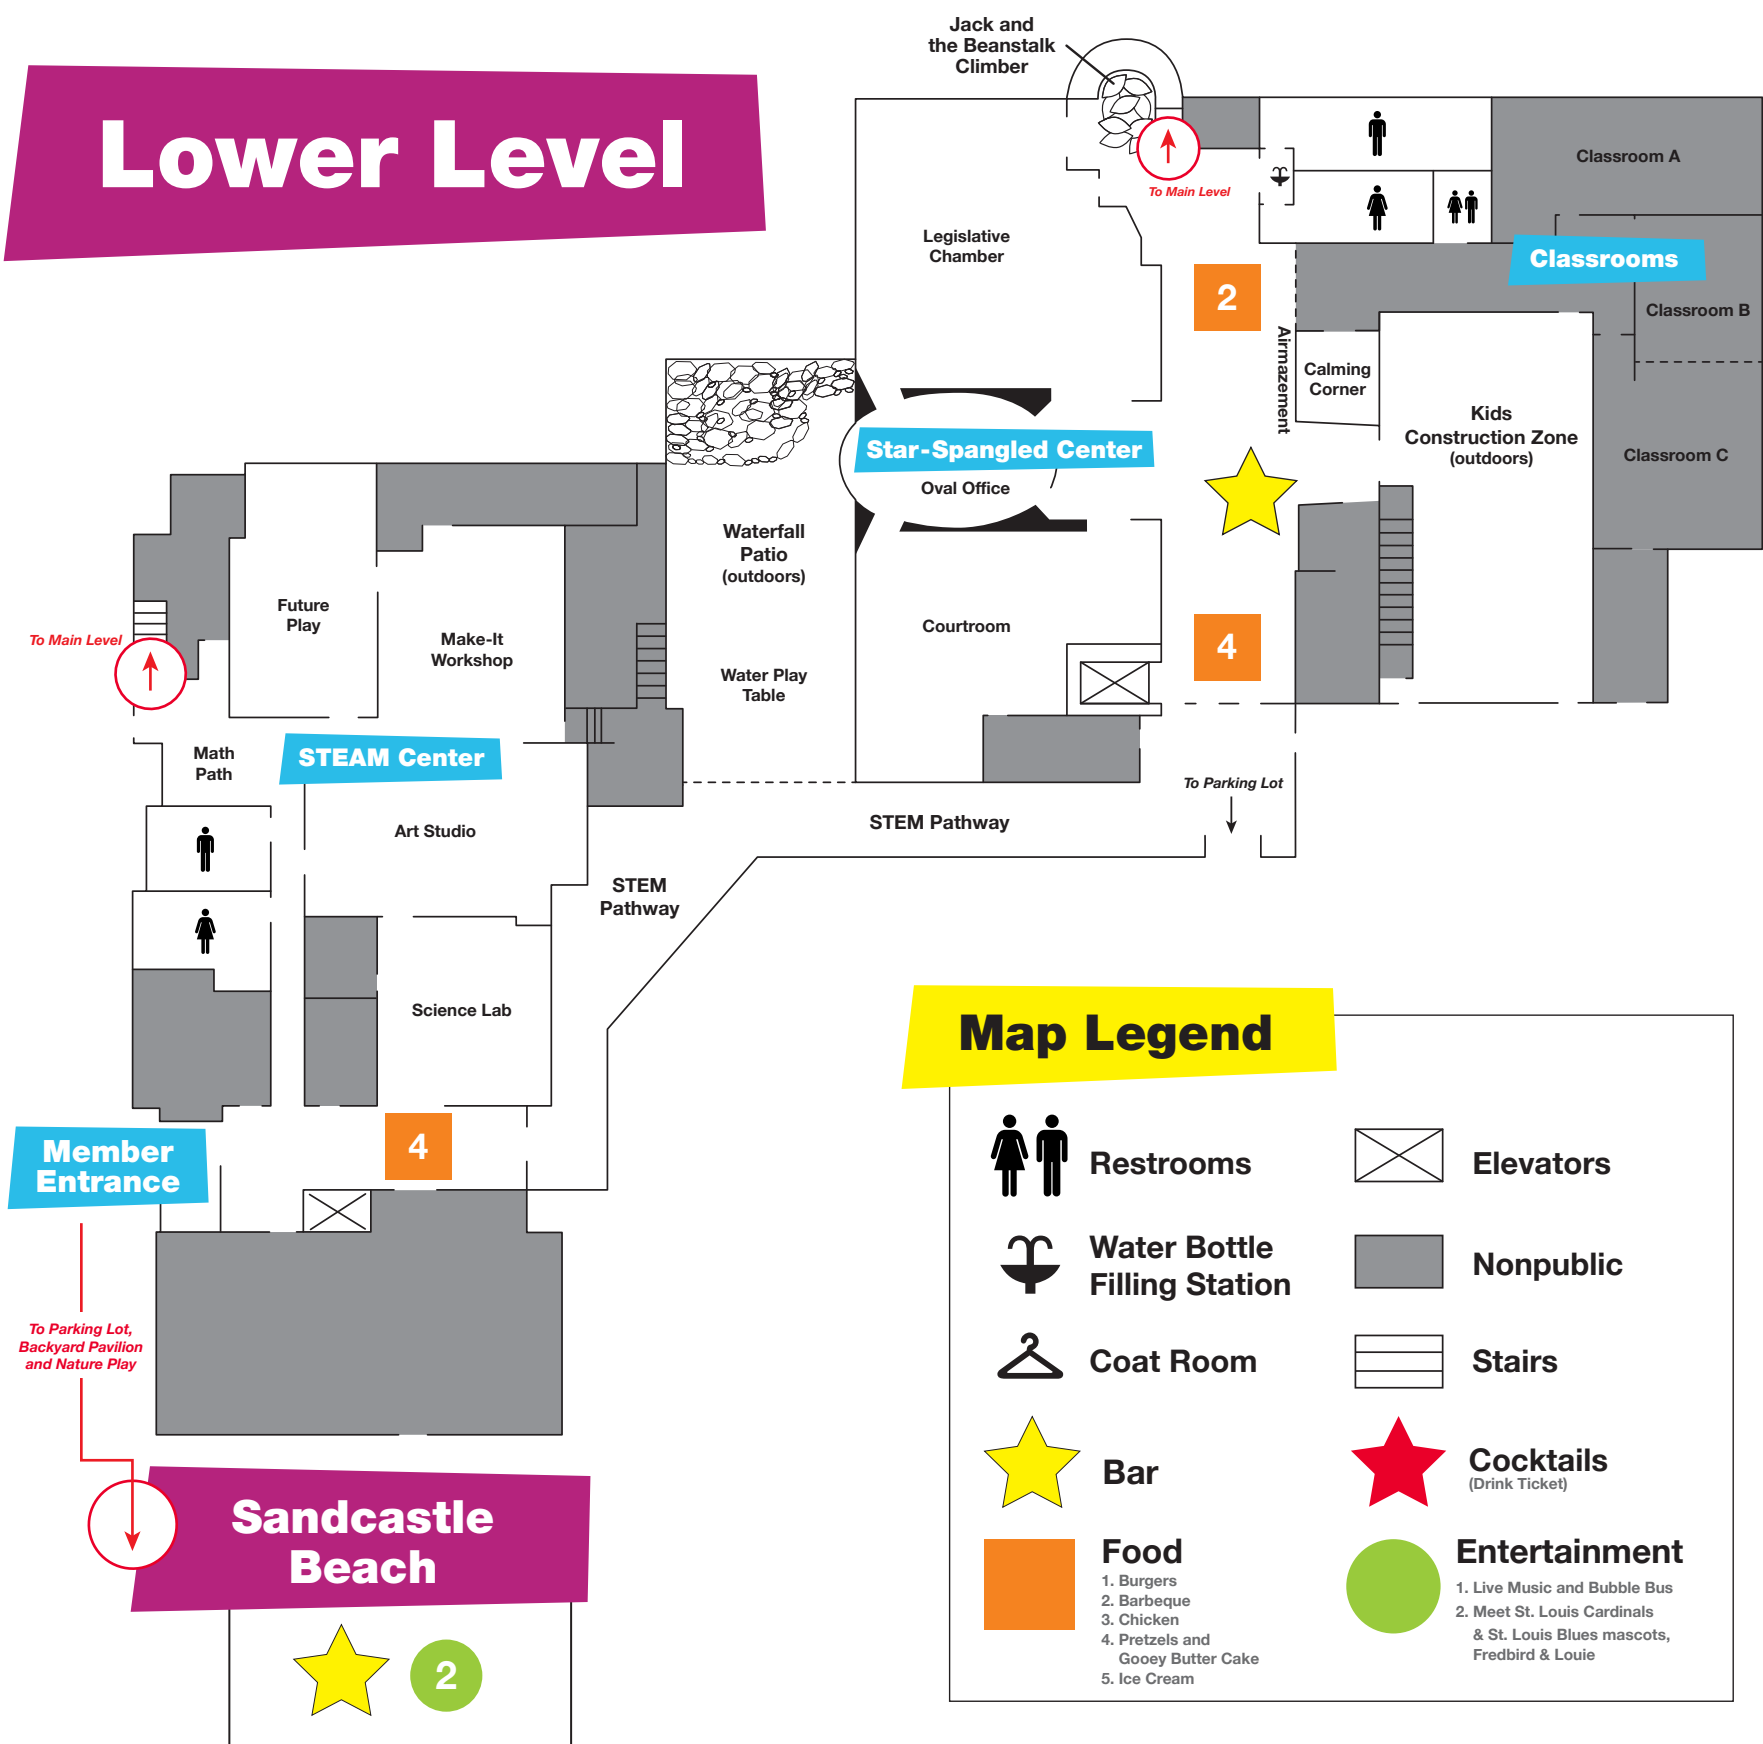 Jack and
the Beanstalk
Climber
Lower Level
To Main Level
Classroom A
Legislative
Chamber
Classrooms
2
Classroom B
Airmazement
Calming
Corner
Kids
Construction Zone
(outdoors)
Classroom C
Star-Spangled Center
Oval Office
Waterfall
Patio
(outdoors)
Future
Play
Make-It
Workshop
Courtroom
4
To Main Level
Water Play
Table
Math
Path
STEAM Center
To Parking Lot
Art Studio
STEM Pathway
STEM
Pathway
Science Lab
4
Member
Entrance
To Parking Lot,
Backyard Pavilion
and Nature Play
Sandcastle
Beach
2
Map Legend
Restrooms
Elevators
Water Bottle
Filling Station
Nonpublic
Coat Room
Stairs
Bar
Cocktails
(Drink Ticket)
Food
1. Burgers
2. Barbeque
3. Chicken
4. Pretzels and
Gooey Butter Cake
5. Ice Cream
Entertainment
1. Live Music and Bubble Bus
2. Meet St. Louis Cardinals
& St. Louis Blues mascots,
Fredbird & Louie